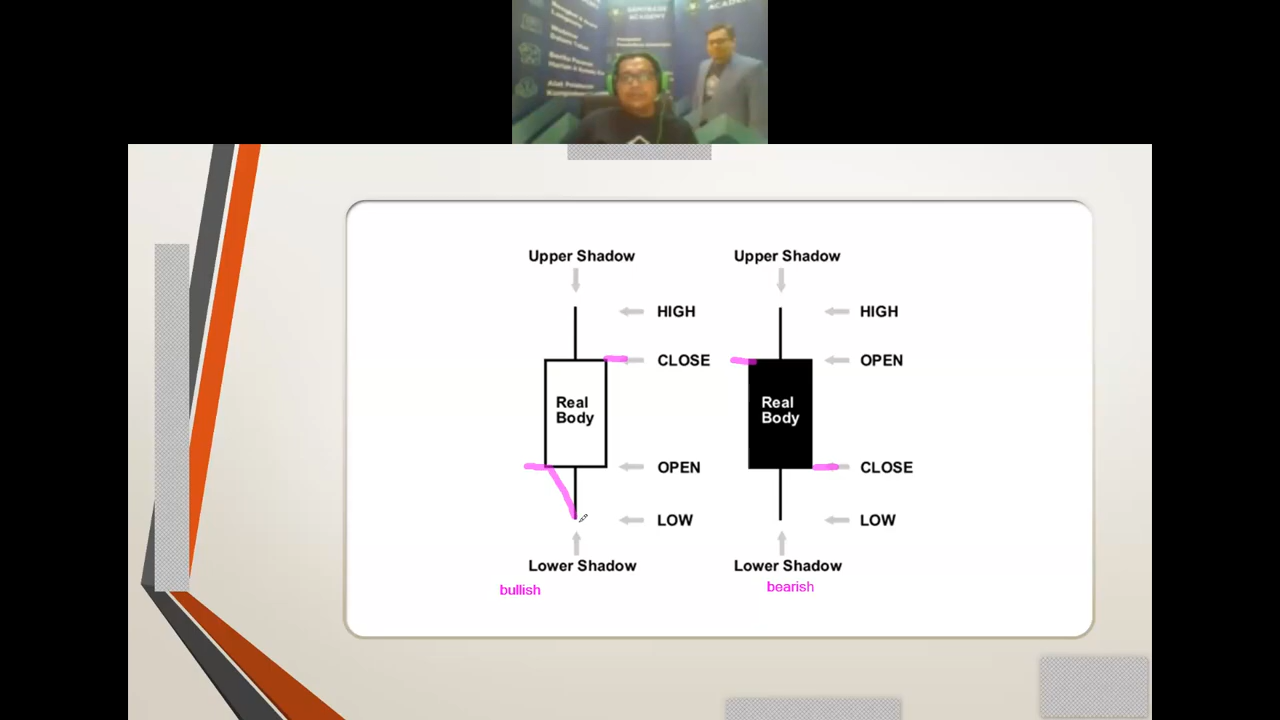 ACADEMY
Upper Shadow
Upper Shadow
HIGH
HIGH
CLOSE
OPEN
Real
Body
Real
Body
OPEN
CLOSE
LOW
LOW
Lower Shadow
Lower Shadow
bullish
bearish